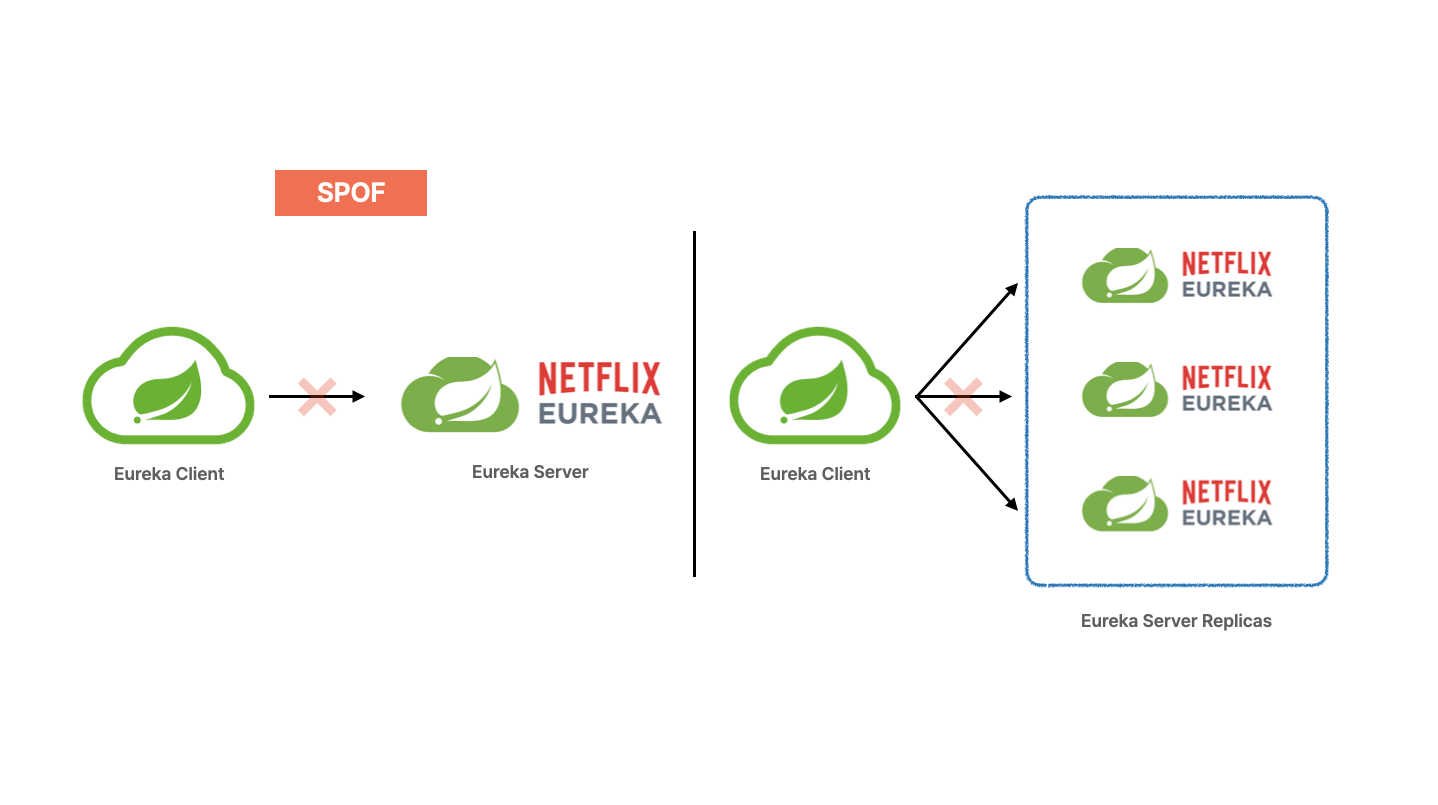 SPOF
NETFLIX
EUREKA
Eureka Client
Eureka Server
NETFLIX
EUREKA
NETFLIX
EUREKA
NETFLIX
EUREKA
Eureka Client
Eureka Server Replicas